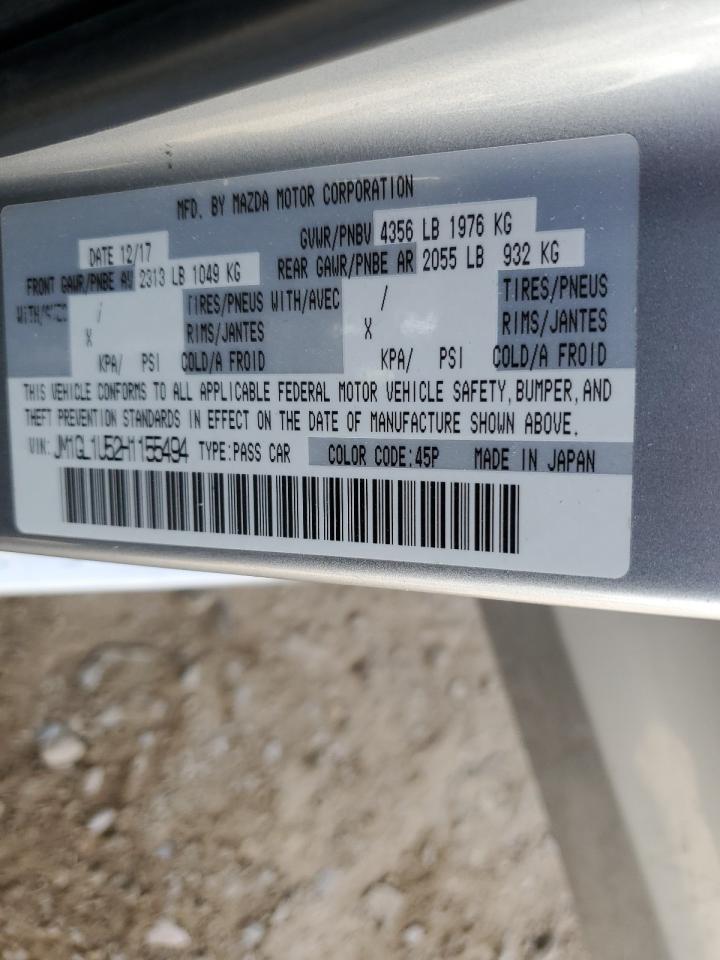 MFD. BY MAZDA MOTOR CORPORATION
DATE 12/17 GVWR/PNBV 4356 LB 1976 KG
FRONT GAWR/PNBE AV 2313 LB 1049 KG REAR GAWR/PNBE AR 2055 LB 932 KG
WITH/AVEC / TIRES/PNEUS WITH/AVEC / TIRES/PNEUS
X RIMS/JANTES X RIMS/JANTES
KPA/ PSI COLD/A FROID KPA/ PSI COLD/A FROID
THIS VEHICLE CONFORMS TO ALL APPLICABLE FEDERAL MOTOR VEHICLE SAFETY, BUMPER, AND
THEFT PREVENTION STANDARDS IN EFFECT ON THE DATE OF MANUFACTURE SHOWN ABOVE.
VIN: JM1GL1U52H1155494 TYPE:PASS CAR COLOR CODE:45P MADE IN JAPAN